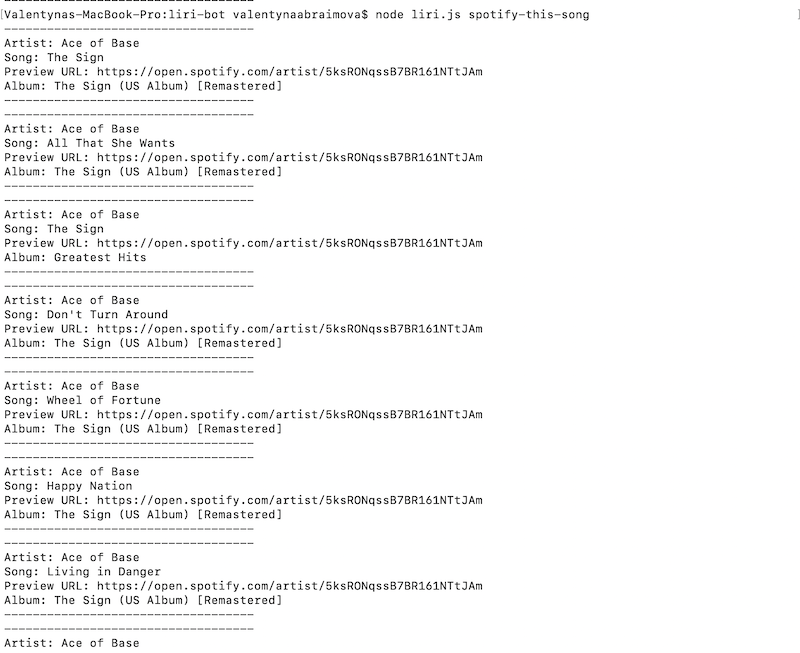 -----------------------------------
[Valentynas-MacBook-Pro:liri-bot valentynaabraimova$ node liri.js spotify-this-song ]
-----------------------------------
Artist: Ace of Base
Song: The Sign
Preview URL: https://open.spotify.com/artist/5ksRONqssB7BR161NTtJAm
Album: The Sign (US Album) [Remastered]
-----------------------------------
-----------------------------------
Artist: Ace of Base
Song: All That She Wants
Preview URL: https://open.spotify.com/artist/5ksRONqssB7BR161NTtJAm
Album: The Sign (US Album) [Remastered]
-----------------------------------
-----------------------------------
Artist: Ace of Base
Song: The Sign
Preview URL: https://open.spotify.com/artist/5ksRONqssB7BR161NTtJAm
Album: Greatest Hits
-----------------------------------
-----------------------------------
Artist: Ace of Base
Song: Don't Turn Around
Preview URL: https://open.spotify.com/artist/5ksRONqssB7BR161NTtJAm
Album: The Sign (US Album) [Remastered]
-----------------------------------
-----------------------------------
Artist: Ace of Base
Song: Wheel of Fortune
Preview URL: https://open.spotify.com/artist/5ksRONqssB7BR161NTtJAm
Album: The Sign (US Album) [Remastered]
-----------------------------------
-----------------------------------
Artist: Ace of Base
Song: Happy Nation
Preview URL: https://open.spotify.com/artist/5ksRONqssB7BR161NTtJAm
Album: The Sign (US Album) [Remastered]
-----------------------------------
-----------------------------------
Artist: Ace of Base
Song: Living in Danger
Preview URL: https://open.spotify.com/artist/5ksRONqssB7BR161NTtJAm
Album: The Sign (US Album) [Remastered]
-----------------------------------
-----------------------------------
Artist: Ace of Base